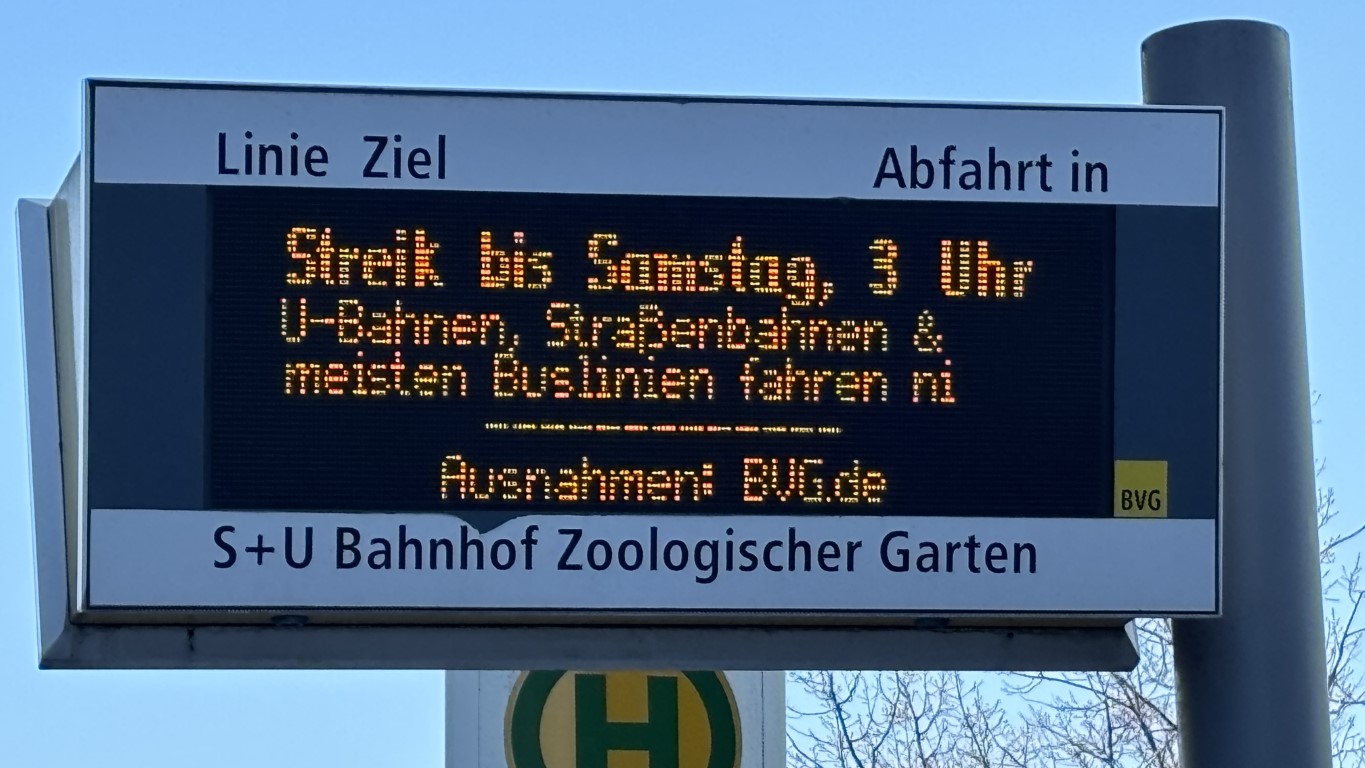 Linie Ziel Abfahrt in
Streik bis Samstag, 3 Uhr
U-Bahnen, Straßenbahnen &
meisten Buslinien fahren ni
Ausnahmen: BVG.de
BVG
S+U Bahnhof Zoologischer Garten
H